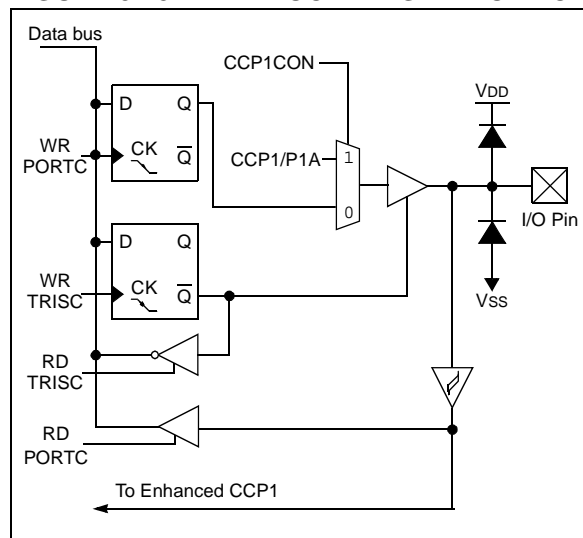 Data bus
CCP1CON
VDD
D Q
WR
PORTC
CK
Q
CCP1/P1A
1
0
I/O Pin
D Q
WR
TRISC
CK
Q
VSS
RD
TRISC
RD
PORTC
To Enhanced CCP1